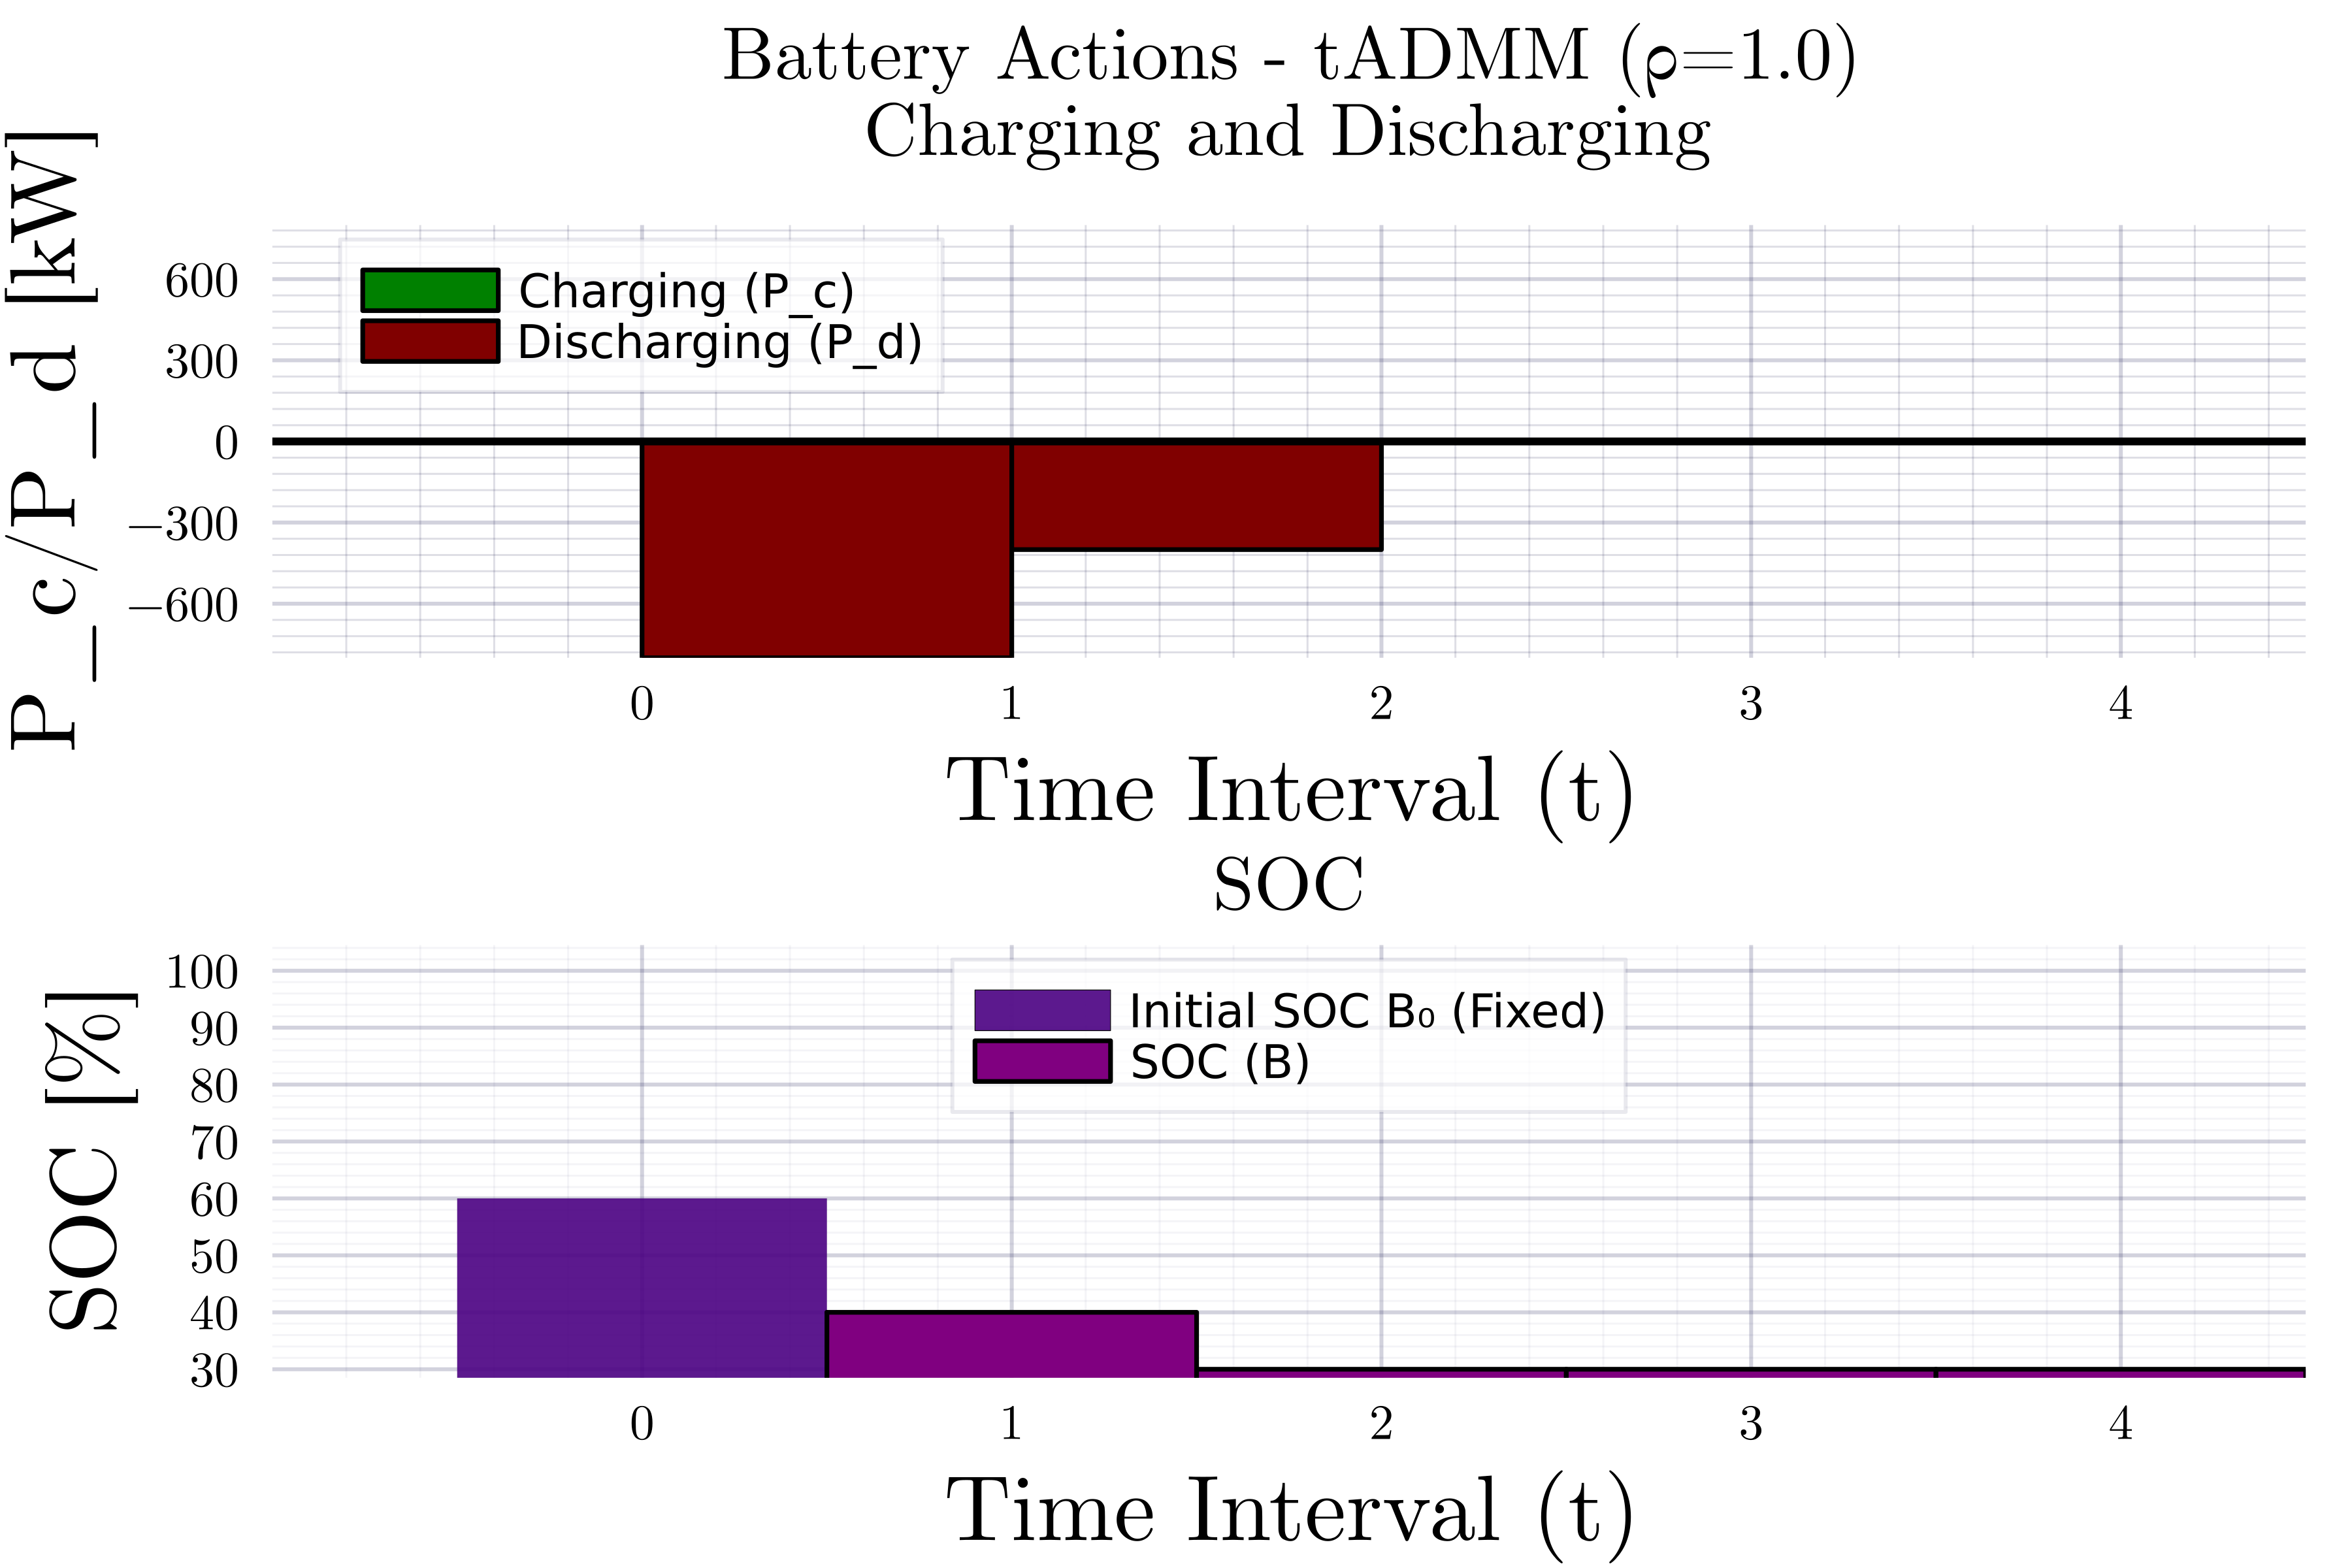 Battery Actions - tADMM (ρ=1.0)
Charging and Discharging
P_c/P_d [kW]
600
300
0
−300
−600
Charging (P_c)
Discharging (P_d)
0 1 2 3 4
Time Interval (t)
SOC
SOC [%]
100
90
80
70
60
50
40
30
Initial SOC B₀ (Fixed)
SOC (B)
0 1 2 3 4
Time Interval (t)